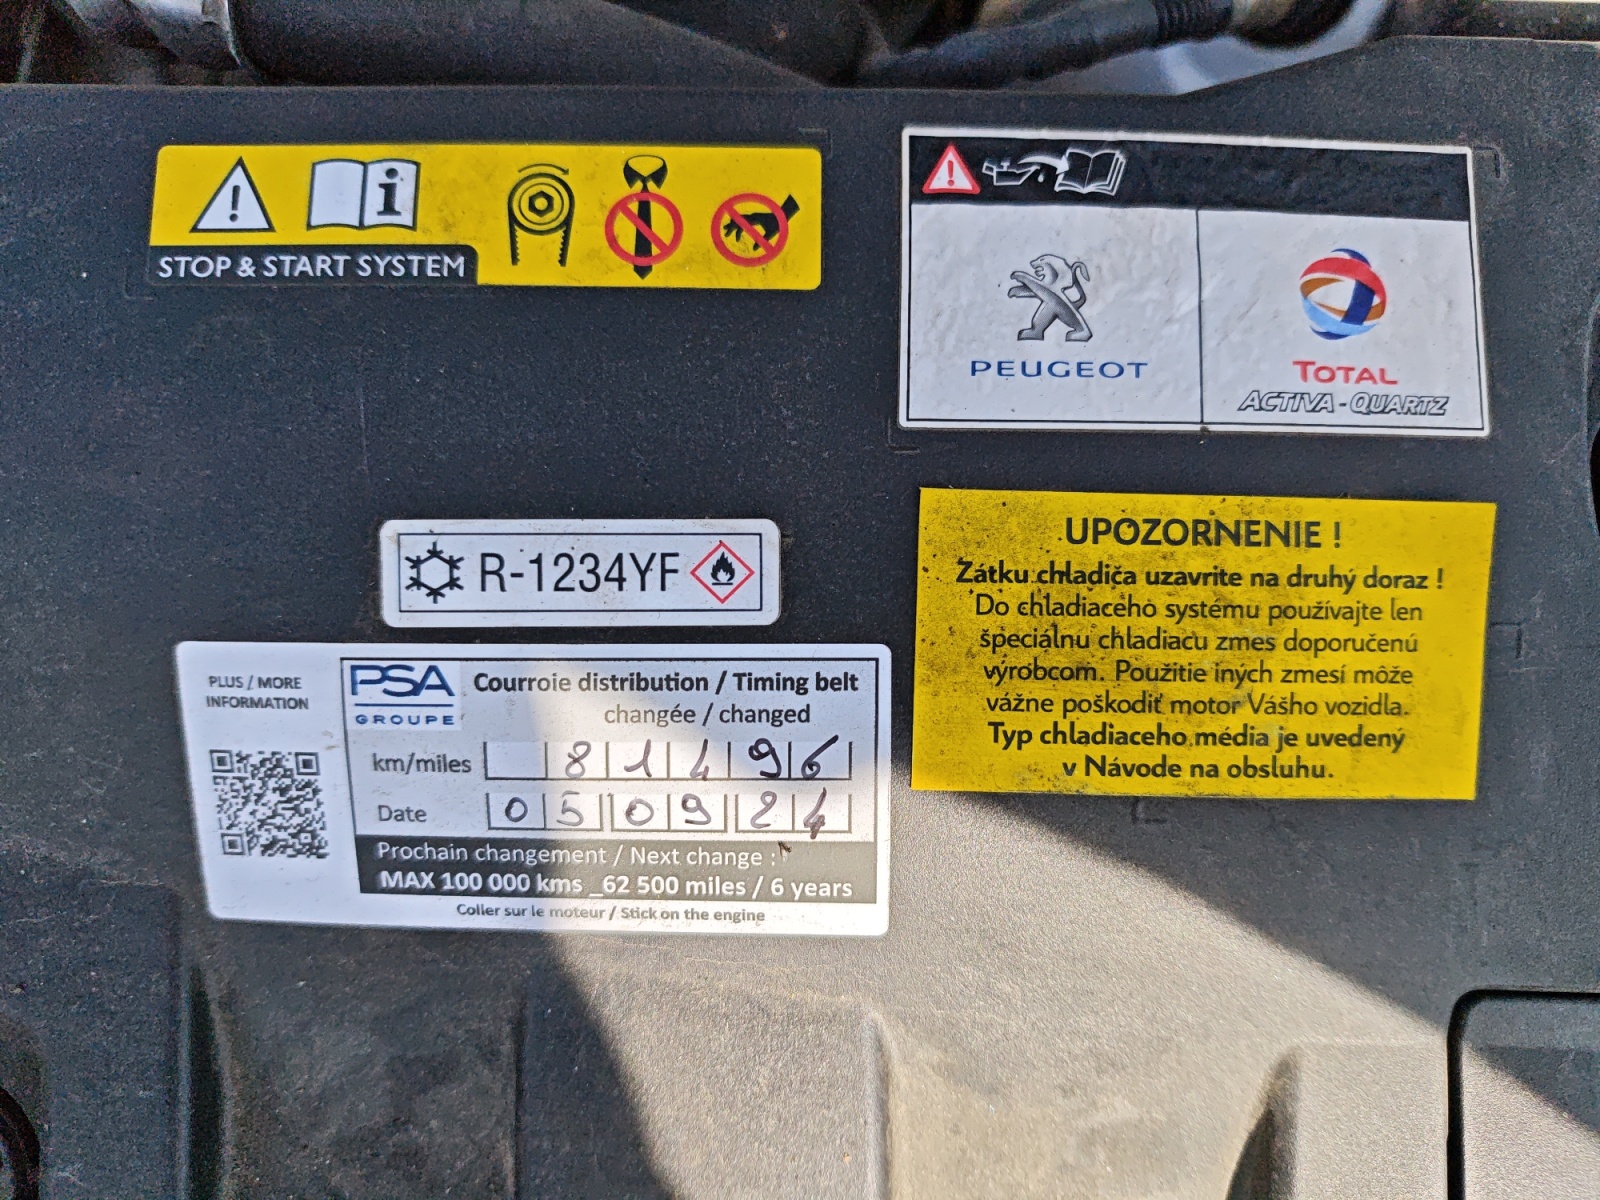 STOP & START SYSTEM
PEUGEOT
TOTAL
ACTIVA - QUARTZ
R-1234YF
UPOZORNENIE !
Zátku chladiča uzavrite na druhý doraz !
Do chladiaceho systému používajte len
špeciálnu chladiacu zmes doporučenú
výrobcom. Použitie iných zmesí môže
vážne poškodiť motor Vášho vozidla.
Typ chladiaceho média je uvedený
v Návode na obsluhu.
PLUS / MORE
INFORMATION
PSA
GROUPE
Courroie distribution / Timing belt
changée / changed
km/miles 81496
Date 05 09 24
Prochain changement / Next change :
MAX 100 000 kms _62 500 miles / 6 years
Coller sur le moteur / Stick on the engine